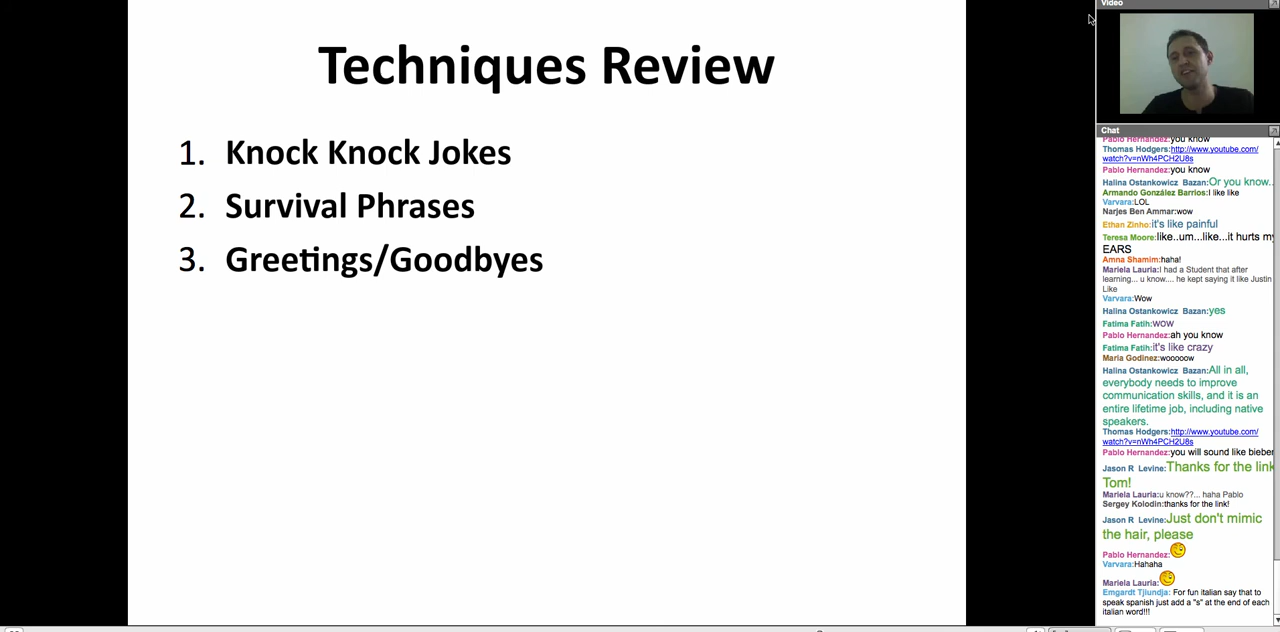 Techniques Review
1. Knock Knock Jokes
2. Survival Phrases
3. Greetings/Goodbyes
Video
Chat
Pablo Hernandez:you know
Thomas Hodgers:http://www.youtube.com/
watch?v=nWh4PCH2U8s
Pablo Hernandez:you know
Halina Ostankowicz Bazan:Or you know..
Armando González Barrios:I like like
Varvara:LOL
Narjes Ben Ammar:wow
Ethan Zinho:it's like painful
Teresa Moore:like..um...like...it hurts my
EARS
Amna Shamim:haha!
Mariela Lauria:I had a Student that after
learning... u know.... he kept saying it like Justin
Like
Varvara:Wow
Halina Ostankowicz Bazan:yes
Fatima Fatih:WOW
Pablo Hernandez:ah you know
Fatima Fatih:it's like crazy
Maria Godinez:wooooow
Halina Ostankowicz Bazan:All in all,
everybody needs to improve
communication skills, and it is an
entire lifetime job, including native
speakers.
Thomas Hodgers:http://www.youtube.com/
watch?v=nWh4PCH2U8s
Pablo Hernandez:you will sound like bieber
Jason R Levine:Thanks for the link
Tom!
Mariela Lauria:u know??... haha Pablo
Sergey Kolodin:thanks for the link!
Jason R Levine:Just don't mimic
the hair, please
Pablo Hernandez:
Varvara:Hahaha
Mariela Lauria:
Emgardt Tjiundja: For fun italian say that to
speak spanish just add a "s" at the end of each
italian word!!!